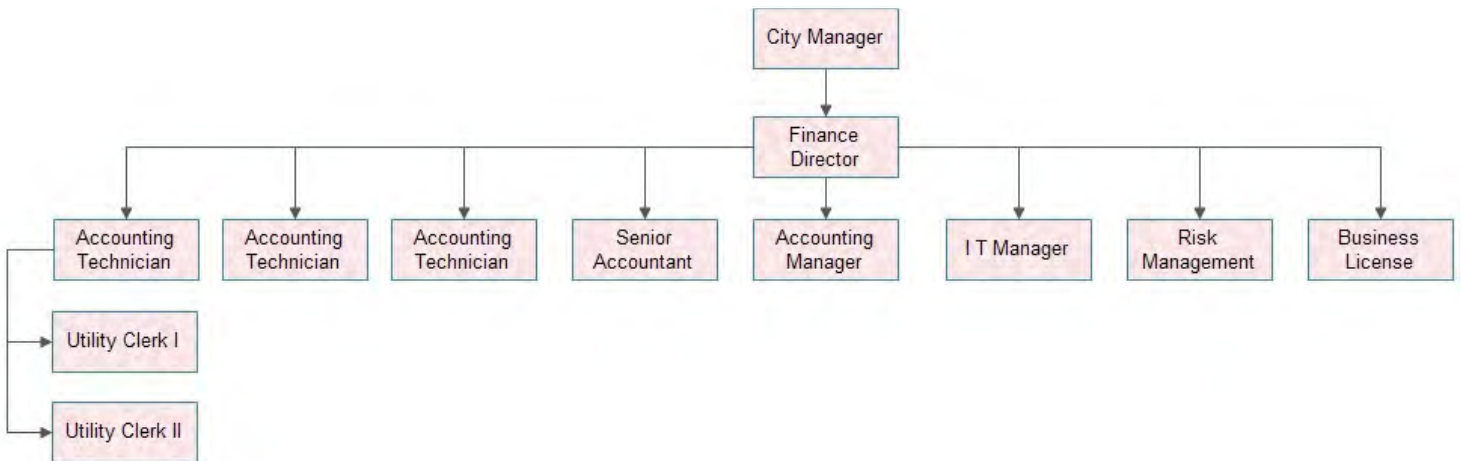 City Manager
Finance
Director
Accounting
Technician
Accounting
Technician
Accounting
Technician
Senior
Accountant
Accounting
Manager
I T Manager
Risk
Management
Business
License
Utility Clerk I
Utility Clerk II